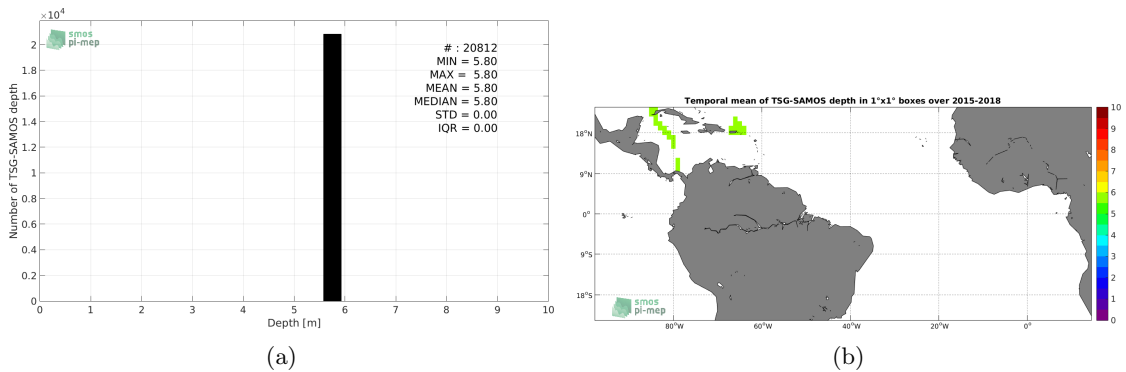 ×10⁴
smos
pi-mep
# : 20812
MIN = 5.80
MAX = 5.80
MEAN = 5.80
MEDIAN = 5.80
STD = 0.00
IQR = 0.00
Number of TSG-SAMOS depth
2
1.8
1.6
1.4
1.2
1
0.8
0.6
0.4
0.2
0
0 1 2 3 4 5 6 7 8 9 10
Depth [m]
(a)
Temporal mean of TSG-SAMOS depth in 1°x1° boxes over 2015-2018
18°N
9°N
0°
9°S
18°S
80°W 60°W 40°W 20°W 0°
smos
pi-mep
10
9
8
7
6
5
4
3
2
1
0
(b)